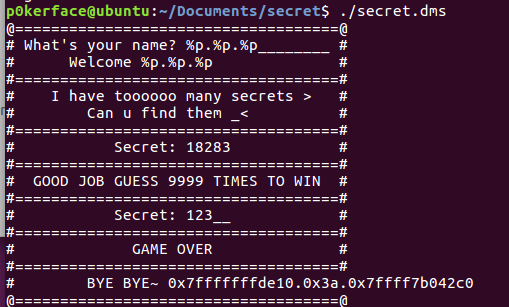 p0kerface@ubuntu:~/Documents/secret$ ./secret.dms
@====================================@
# What's your name? %p.%p.%p________ #
# Welcome %p.%p.%p #
#====================================#
# I have toooooo many secrets > #
# Can u find them _< #
#====================================#
# Secret: 18283 #
#====================================#
# GOOD JOB GUESS 9999 TIMES TO WIN #
#====================================#
# Secret: 123__ #
#====================================#
# GAME OVER #
#====================================#
# BYE BYE~ 0x7fffffffde10.0x3a.0x7ffff7b042c0
@====================================@